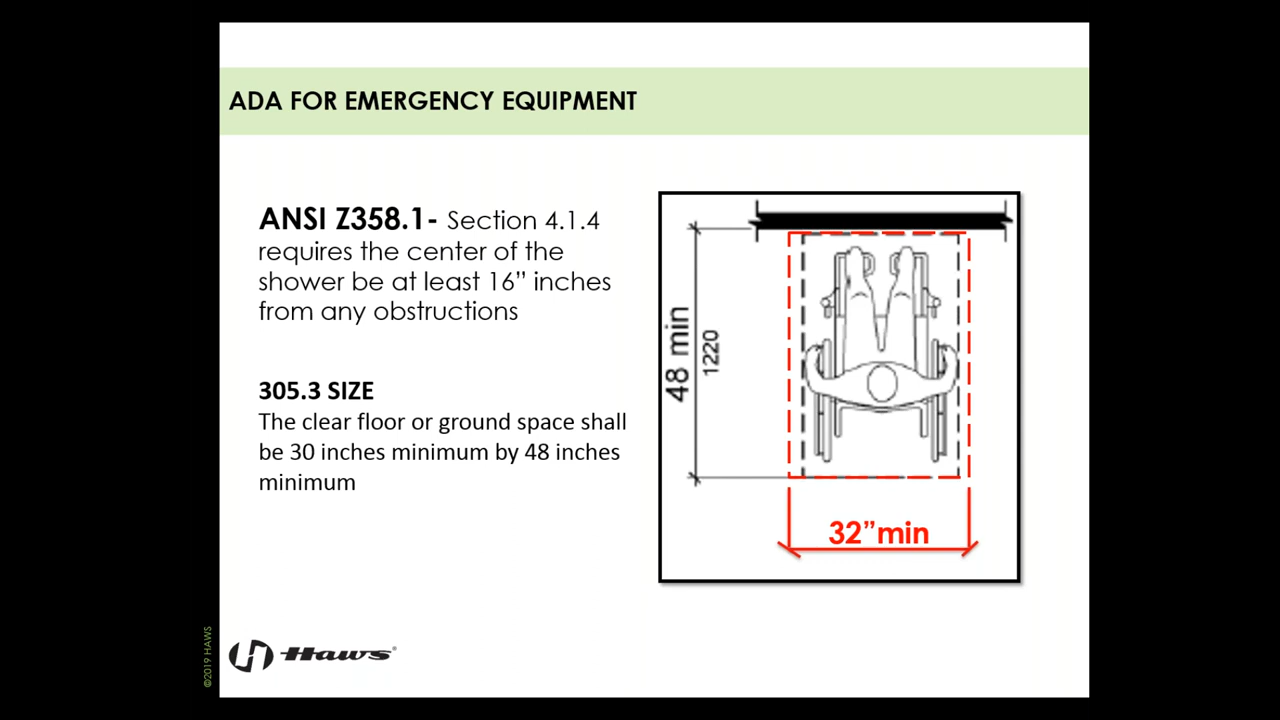 ADA FOR EMERGENCY EQUIPMENT
ANSI Z358.1- Section 4.1.4
requires the center of the
shower be at least 16” inches
from any obstructions
305.3 SIZE
The clear floor or ground space shall
be 30 inches minimum by 48 inches
minimum
48 min
1220
32”min
©2019 HAWS
Haws®